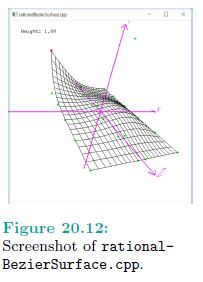 rationalBezierSurface.cpp
Weight: 1.00
Y
X
Z
Figure 20.12:
Screenshot of rational-
BezierSurface.cpp.